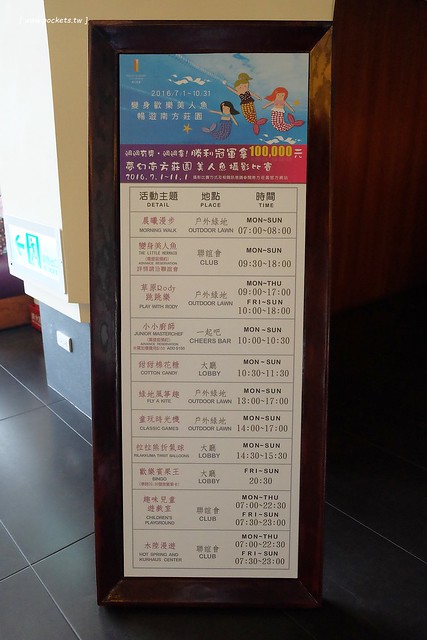 2016.7.1-10.31
變身歡樂美人魚
暢遊南方莊園
勝利冠軍拿100,000元
夢幻南方莊園 美人魚攝影比賽
2016.7.1-11.1
活動主題 地點 時間
DETAIL PLACE TIME
晨曦漫步 戶外綠地 MON~SUN
MORNING WALK OUTDOOR LAWN 07:00~08:00
變身美人魚
THE LITTLE MERMAID
ADVANCE RESERVATION
詳情請洽聯誼會
聯誼會 MON~SUN
CLUB 09:30~18:00
草原Rody
跳跳樂
PLAY WITH RODY
戶外綠地
OUTDOOR LAWN
MON~THU
09:00~17:00
FRI~SUN
10:00~18:00
小小廚師 一起吧 MON~SUN
JUNIOR MASTERCHEF CHEERS BAR 10:00~10:30
ADVANCE RESERVATION
甜甜棉花糖 大廳 MON~SUN
COTTON CANDY LOBBY 10:30~11:30
綠地風箏趣 戶外綠地 MON~SUN
FLY A KITE OUTDOOR LAWN 13:00~17:00
童玩時光機 戶外綠地 MON~SUN
CLASSIC GAMES OUTDOOR LAWN 14:00~17:00
拉拉熊折氣球 大廳 MON~SUN
RILAKKUMA TWIST BALLOONS LOBBY 14:30~15:30
歡樂賓果王 大廳 FRI~SUN
BINGO LOBBY 20:30
趣味兒童
遊戲室
CHILDREN'S
PLAYGROUND
聯誼會
CLUB
MON~THU
07:00~22:30
FRI~SUN
07:30~23:00
水陸漫遊
HOT SPRING AND
KURHAUS CENTER
聯誼會
CLUB
MON~THU
07:00~22:30
FRI~SUN
07:30~23:00